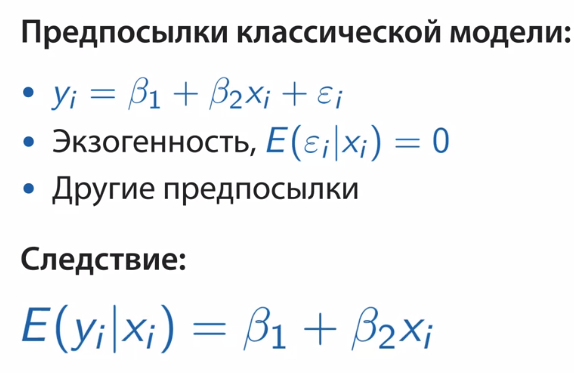 Предпосылки классической модели:
• yᵢ = β₁ + β₂xᵢ + εᵢ
• Экзогенность, E(εᵢ|xᵢ) = 0
• Другие предпосылки
Следствие:
E(yᵢ|xᵢ) = β₁ + β₂xᵢ